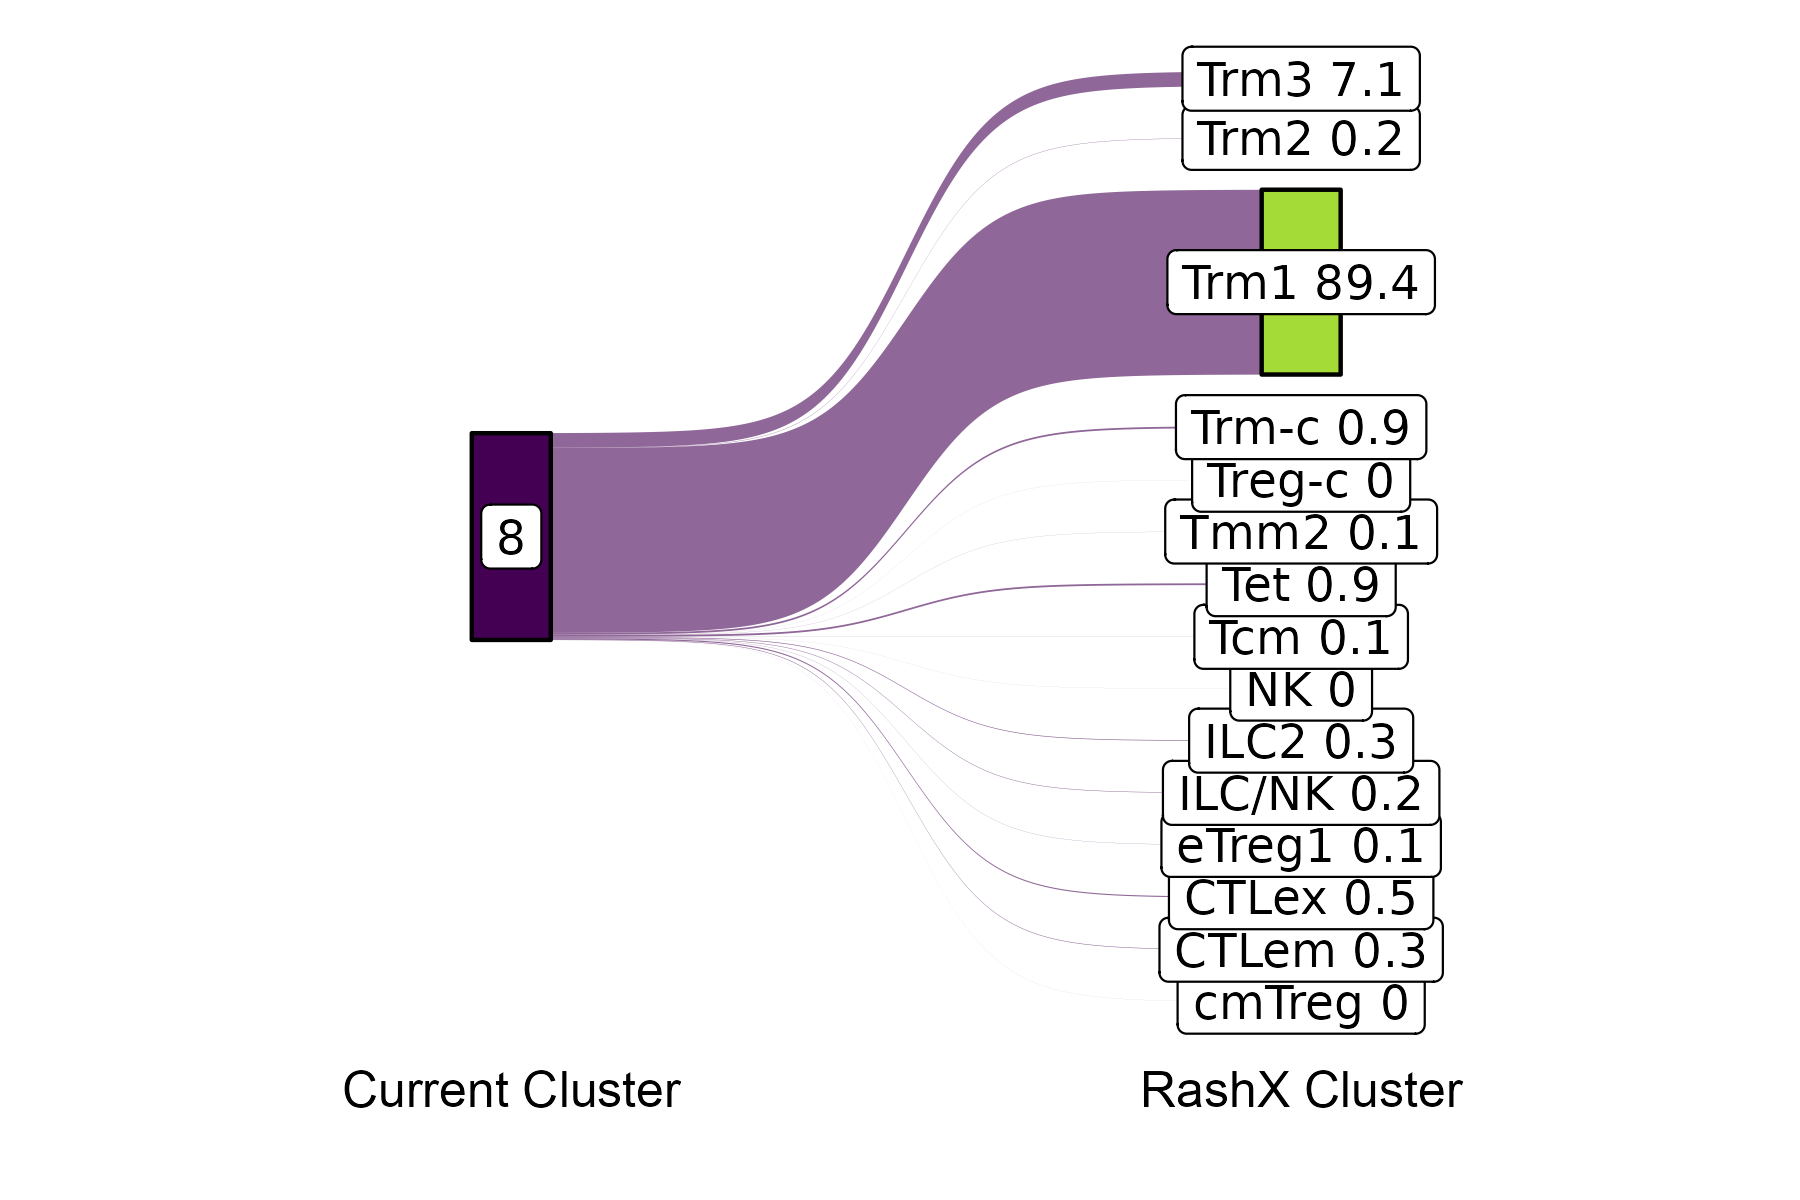 Trm3 7.1
Trm2 0.2
Trm1 89.4
Trm-c 0.9
Treg-c 0
8
Tmm2 0.1
Tet 0.9
Tcm 0.1
NK 0
ILC2 0.3
ILC/NK 0.2
eTreg1 0.1
CTLex 0.5
CTLem 0.3
cmTreg 0
Current Cluster
RashX Cluster